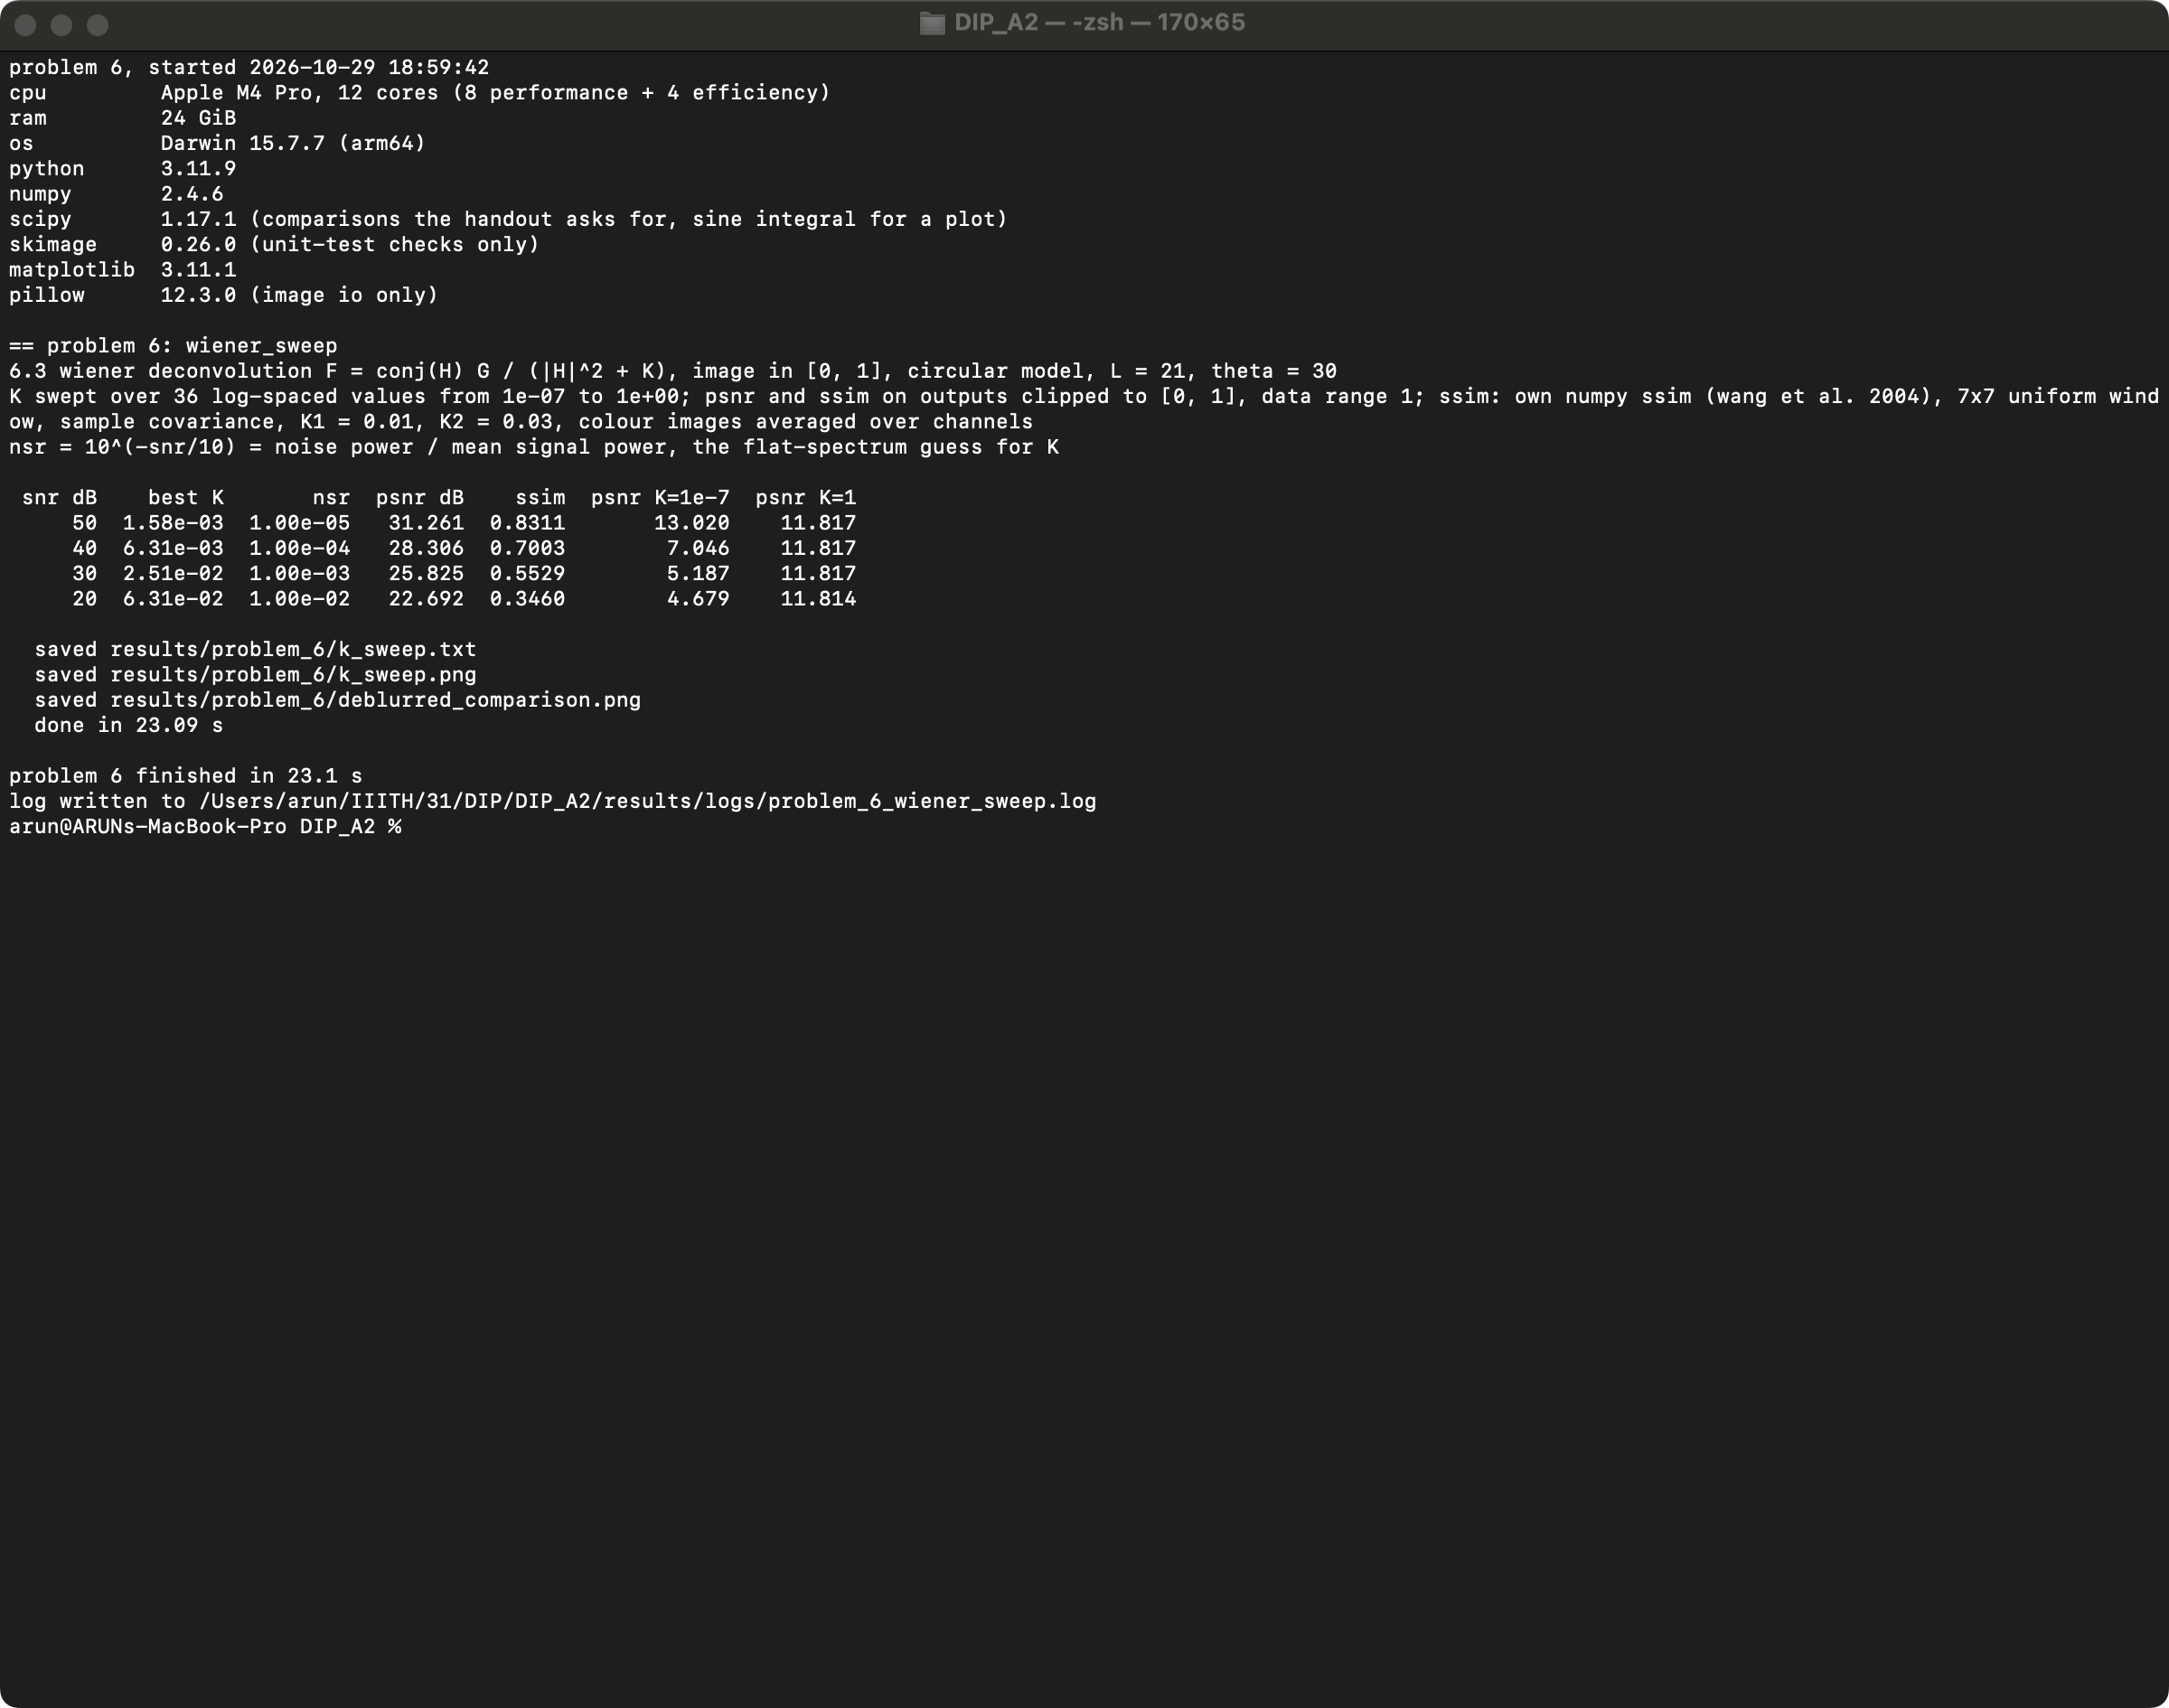 DIP_A2 — -zsh — 170×65
problem 6, started 2026-10-29 18:59:42
cpu         Apple M4 Pro, 12 cores (8 performance + 4 efficiency)
ram         24 GiB
os          Darwin 15.7.7 (arm64)
python      3.11.9
numpy       2.4.6
scipy       1.17.1 (comparisons the handout asks for, sine integral for a plot)
skimage     0.26.0 (unit-test checks only)
matplotlib  3.11.1
pillow      12.3.0 (image io only)
== problem 6: wiener_sweep
6.3 wiener deconvolution F = conj(H) G / (|H|^2 + K), image in [0, 1], circular model, L = 21, theta = 30
K swept over 36 log-spaced values from 1e-07 to 1e+00; psnr and ssim on outputs clipped to [0, 1], data range 1; ssim: own numpy ssim (wang et al. 2004), 7x7 uniform wind
ow, sample covariance, K1 = 0.01, K2 = 0.03, colour images averaged over channels
nsr = 10^(-snr/10) = noise power / mean signal power, the flat-spectrum guess for K
 snr dB    best K       nsr  psnr dB    ssim  psnr K=1e-7  psnr K=1
     50  1.58e-03  1.00e-05   31.261  0.8311       13.020    11.817
     40  6.31e-03  1.00e-04   28.306  0.7003        7.046    11.817
     30  2.51e-02  1.00e-03   25.825  0.5529        5.187    11.817
     20  6.31e-02  1.00e-02   22.692  0.3460        4.679    11.814
  saved results/problem_6/k_sweep.txt
  saved results/problem_6/k_sweep.png
  saved results/problem_6/deblurred_comparison.png
  done in 23.09 s
problem 6 finished in 23.1 s
log written to /Users/arun/IIITH/31/DIP/DIP_A2/results/logs/problem_6_wiener_sweep.log
arun@ARUNs-MacBook-Pro DIP_A2 %